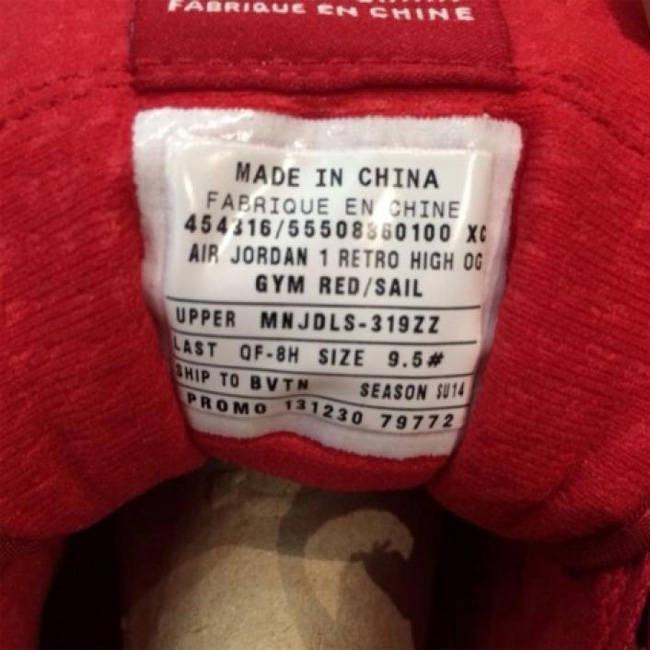 FABRIQUE EN CHINE
MADE IN CHINA
FABRIQUE EN CHINE
454316/55508860100 XC
AIR JORDAN 1 RETRO HIGH OG
GYM RED/SAIL
UPPER MNJDLS-319ZZ
LAST QF-8H SIZE 9.5#
SHIP TO BVTN SEASON SU14
PROMO 131230 79772